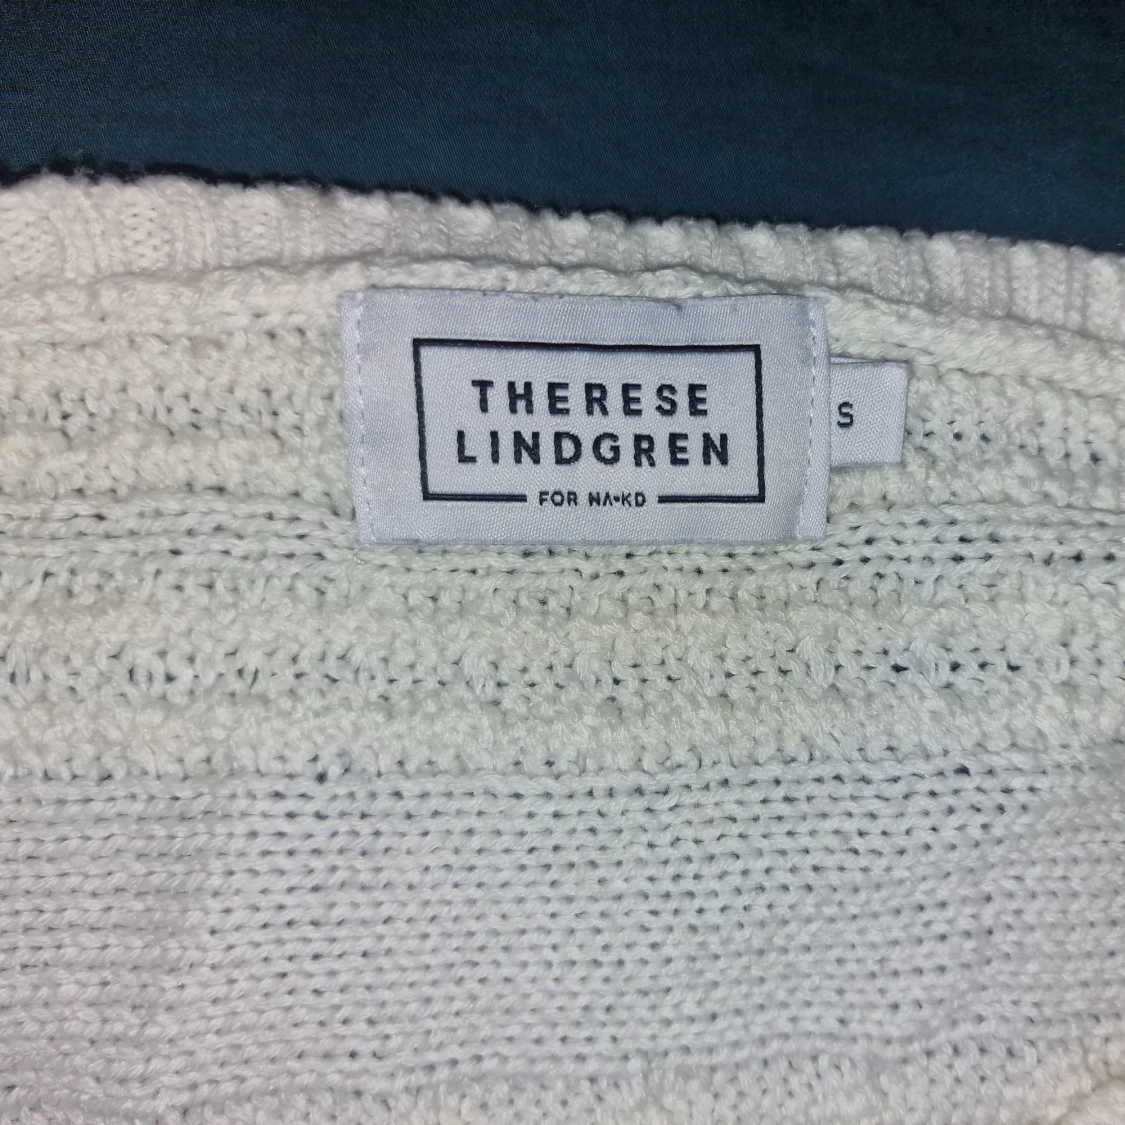 THERESE
LINDGREN
FOR NA-KD
S